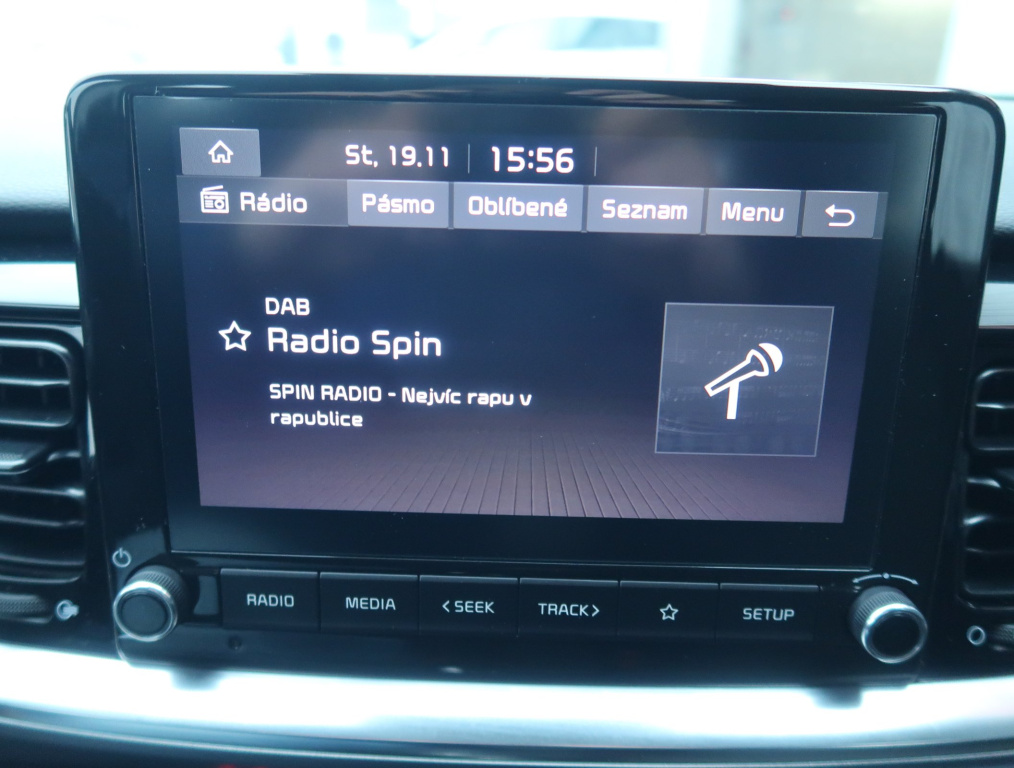 St, 19.11 15:56
Rádio Pásmo Oblíbené Seznam Menu
DAB
Radio Spin
SPIN RADIO - Nejvíc rapu v
rapublice
RADIO MEDIA <SEEK TRACK> SETUP